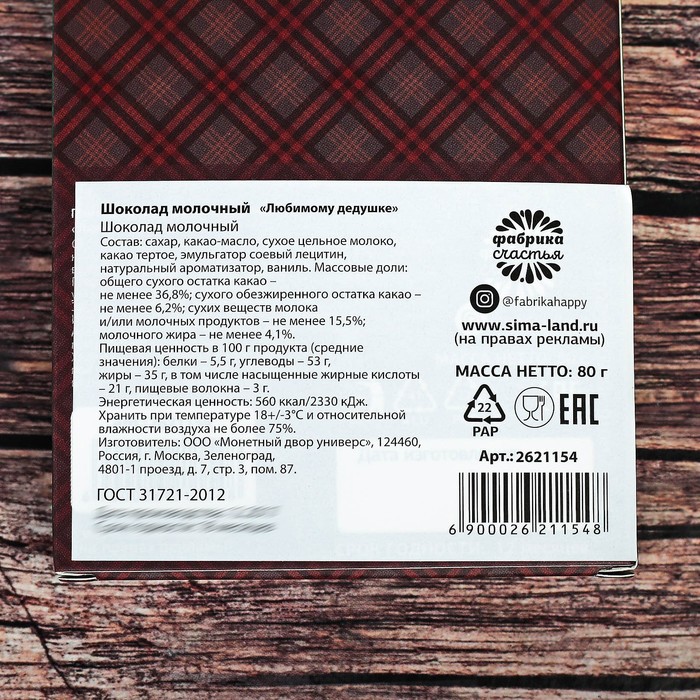 Шоколад молочный «Любимому дедушке»
Шоколад молочный
Состав: сахар, какао-масло, сухое цельное молоко,
какао тертое, эмульгатор соевый лецитин,
натуральный ароматизатор, ваниль. Массовые доли:
общего сухого остатка какао –
не менее 36,8%; сухого обезжиренного остатка какао –
не менее 6,2%; сухих веществ молока
и/или молочных продуктов – не менее 15,5%;
молочного жира – не менее 4,1%.
Пищевая ценность в 100 г продукта (средние
значения): белки – 5,5 г, углеводы – 53 г,
жиры – 35 г, в том числе насыщенные жирные кислоты
– 21 г, пищевые волокна – 3 г.
Энергетическая ценность: 560 ккал/2330 кДж.
Хранить при температуре 18+/-3°С и относительной
влажности воздуха не более 75%.
Изготовитель: ООО «Монетный двор универс», 124460,
Россия, г. Москва, Зеленоград,
4801-1 проезд, д. 7, стр. 3, пом. 87.
ГОСТ 31721-2012
фабрика
счастья
@fabrikahappy
www.sima-land.ru
(на правах рекламы)
МАССА НЕТТО: 80 г
22
PAP
EAC
Арт.: 2621154
6 900026 211548